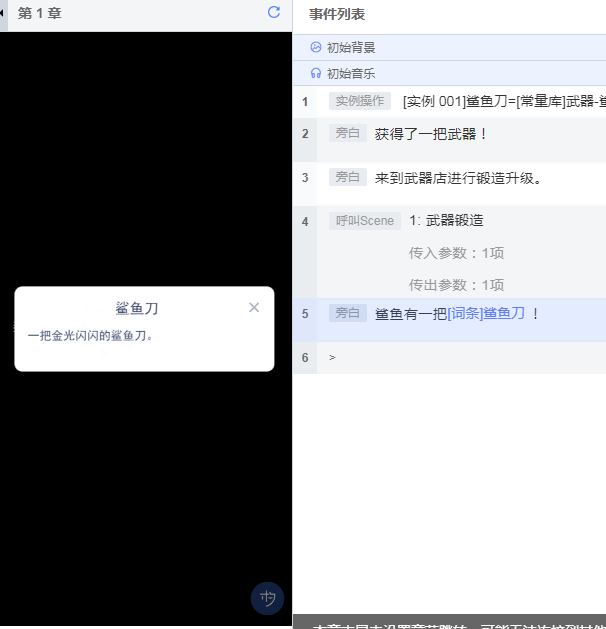 第 1 章
鲨鱼刀
一把金光闪闪的鲨鱼刀。
事件列表
初始背景
初始音乐
1 实例操作 [实例 001]鲨鱼刀=[常量库]武器-
2 旁白 获得了一把武器！
3 旁白 来到武器店进行锻造升级。
4 呼叫Scene 1: 武器锻造
传入参数：1项
传出参数：1项
5 旁白 鲨鱼有一把[词条]鲨鱼刀 ！
6 >